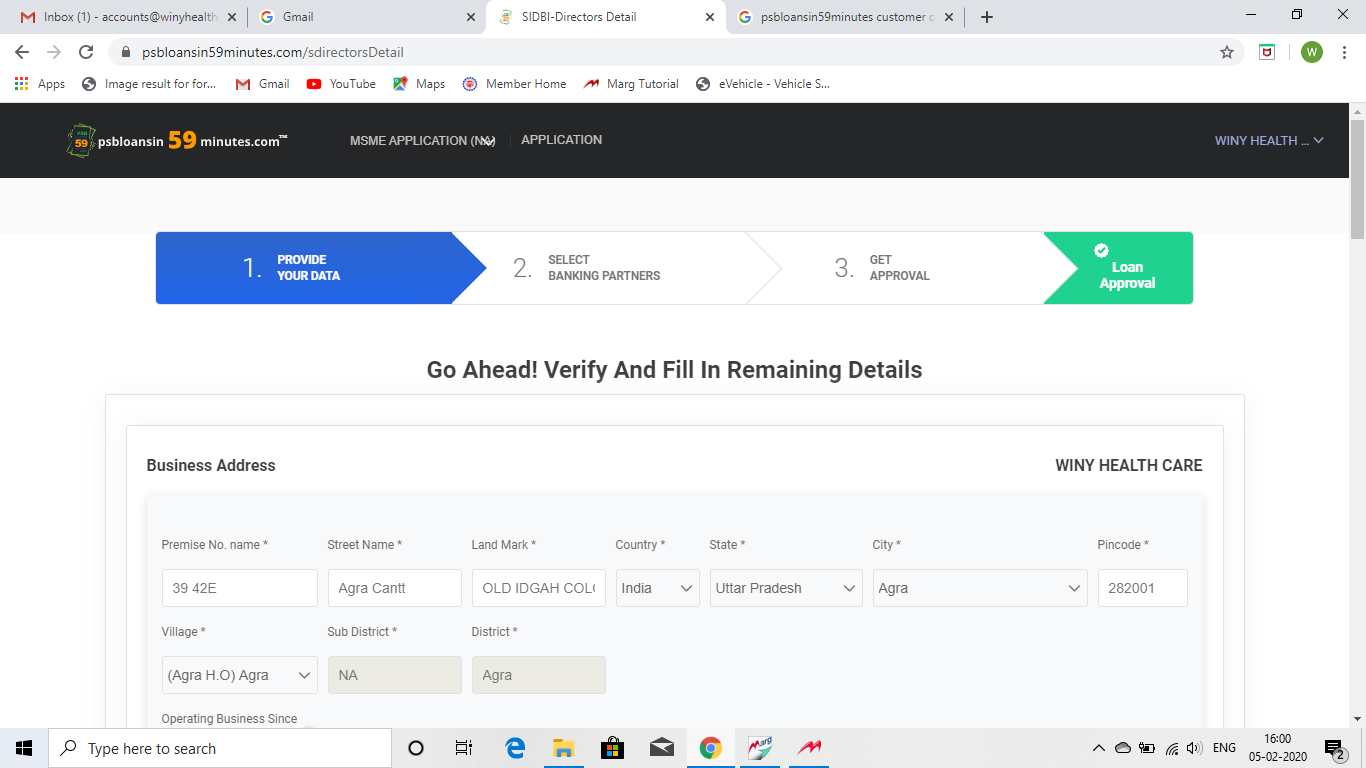 Inbox (1) - accounts@winyhealth
Gmail
SIDBI-Directors Detail
psbloansin59minutes customer c
psbloansin59minutes.com/sdirectorsDetail
W
Apps
Image result for for...
Gmail
YouTube
Maps
Member Home
Marg Tutorial
eVehicle - Vehicle S...
PSB
59
psbloansin 59 minutes.com™
MSME APPLICATION (NA)
APPLICATION
WINY HEALTH ...
1. PROVIDE
YOUR DATA
2. SELECT
BANKING PARTNERS
3. GET
APPROVAL
Loan
Approval
Go Ahead! Verify And Fill In Remaining Details
Business Address
WINY HEALTH CARE
Premise No. name * Street Name * Land Mark * Country * State * City * Pincode *
39 42E Agra Cantt OLD IDGAH COL India Uttar Pradesh Agra 282001
Village * Sub District * District *
(Agra H.O) Agra NA Agra
Operating Business Since
Type here to search
Marg
ENG
16:00
05-02-2020
2